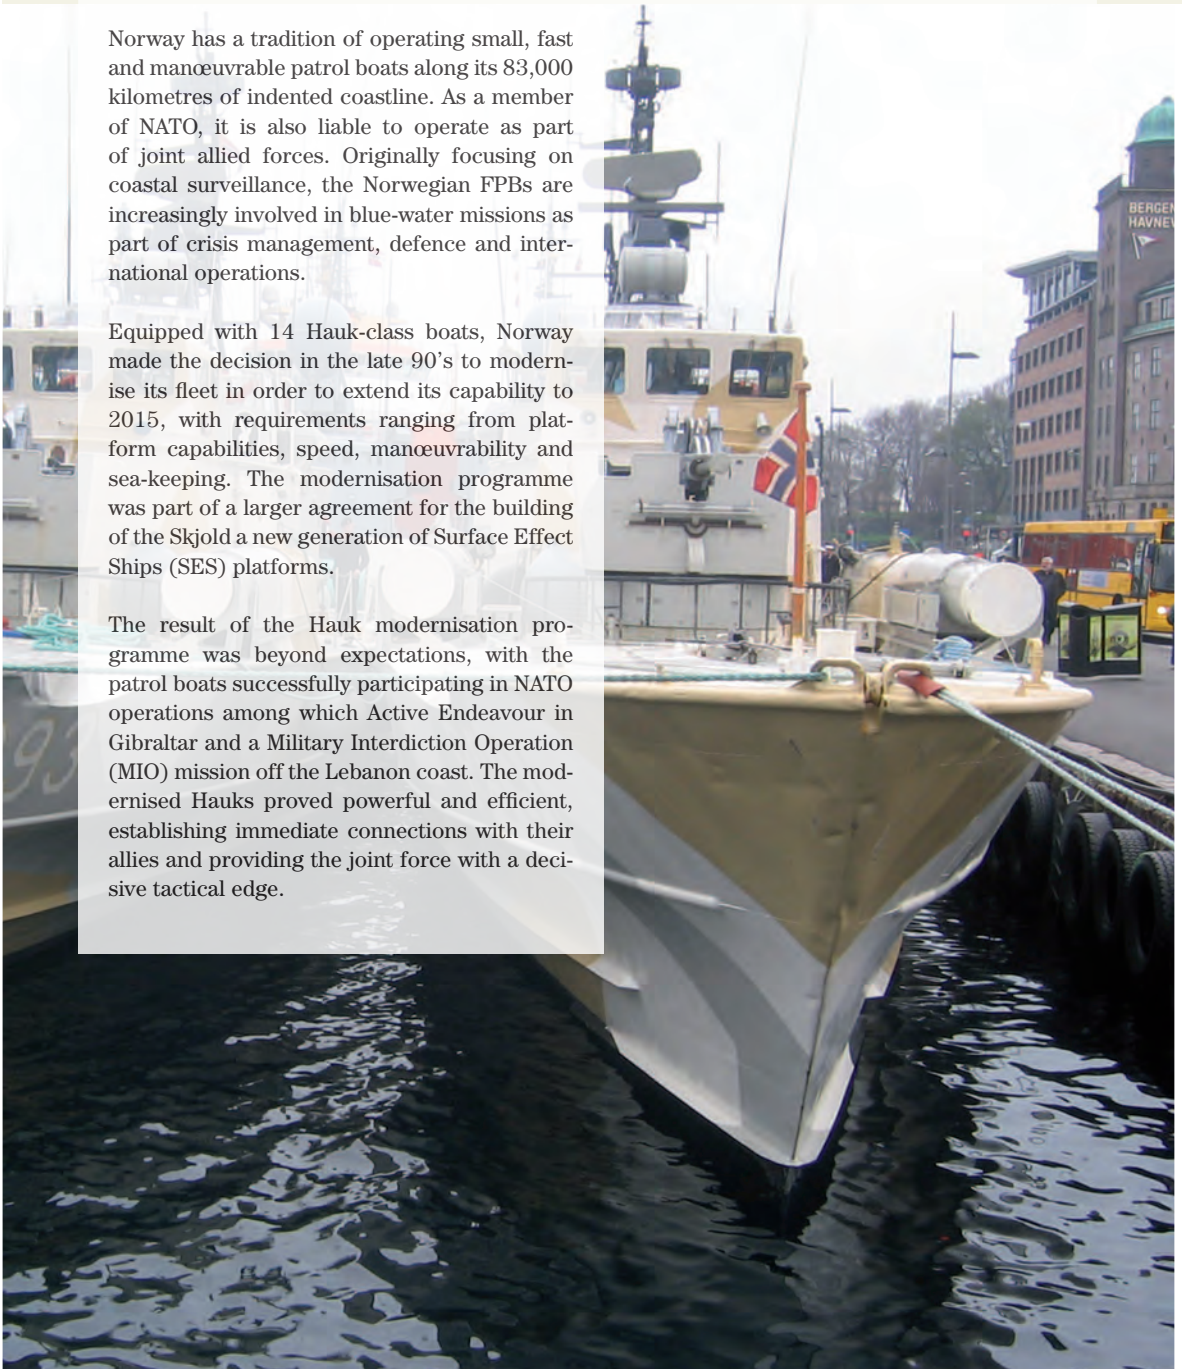 Norway has a tradition of operating small, fast
and manœuvrable patrol boats along its 83,000
kilometres of indented coastline. As a member
of NATO, it is also liable to operate as part
of joint allied forces. Originally focusing on
coastal surveillance, the Norwegian FPBs are
increasingly involved in blue-water missions as
part of crisis management, defence and inter-
national operations.
Equipped with 14 Hauk-class boats, Norway
made the decision in the late 90's to modern-
ise its fleet in order to extend its capability to
2015, with requirements ranging from plat-
form capabilities, speed, manœuvrability and
sea-keeping. The modernisation programme
was part of a larger agreement for the building
of the Skjold a new generation of Surface Effect
Ships (SES) platforms.
The result of the Hauk modernisation pro-
gramme was beyond expectations, with the
patrol boats successfully participating in NATO
operations among which Active Endeavour in
Gibraltar and a Military Interdiction Operation
(MIO) mission off the Lebanon coast. The mod-
ernised Hauks proved powerful and efficient,
establishing immediate connections with their
allies and providing the joint force with a deci-
sive tactical edge.
BERGEN